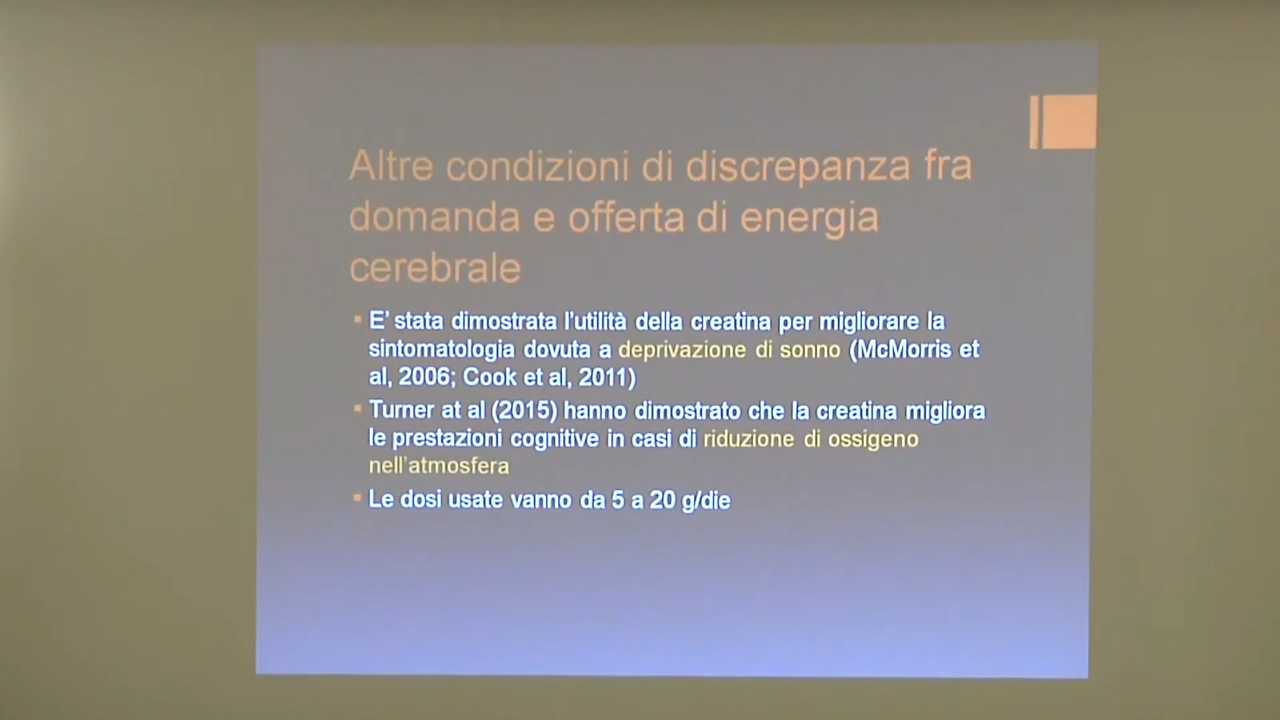 Altre condizioni di discrepanza fra
domanda e offerta di energia
cerebrale
E' stata dimostrata l'utilità della creatina per migliorare la
sintomatologia dovuta a deprivazione di sonno (McMorris et
al, 2006; Cook et al, 2011)
Turner at al (2015) hanno dimostrato che la creatina migliora
le prestazioni cognitive in casi di riduzione di ossigeno
nell'atmosfera
Le dosi usate vanno da 5 a 20 g/die